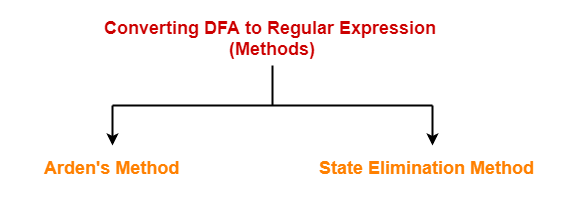 Converting DFA to Regular Expression
(Methods)
Arden's Method
State Elimination Method